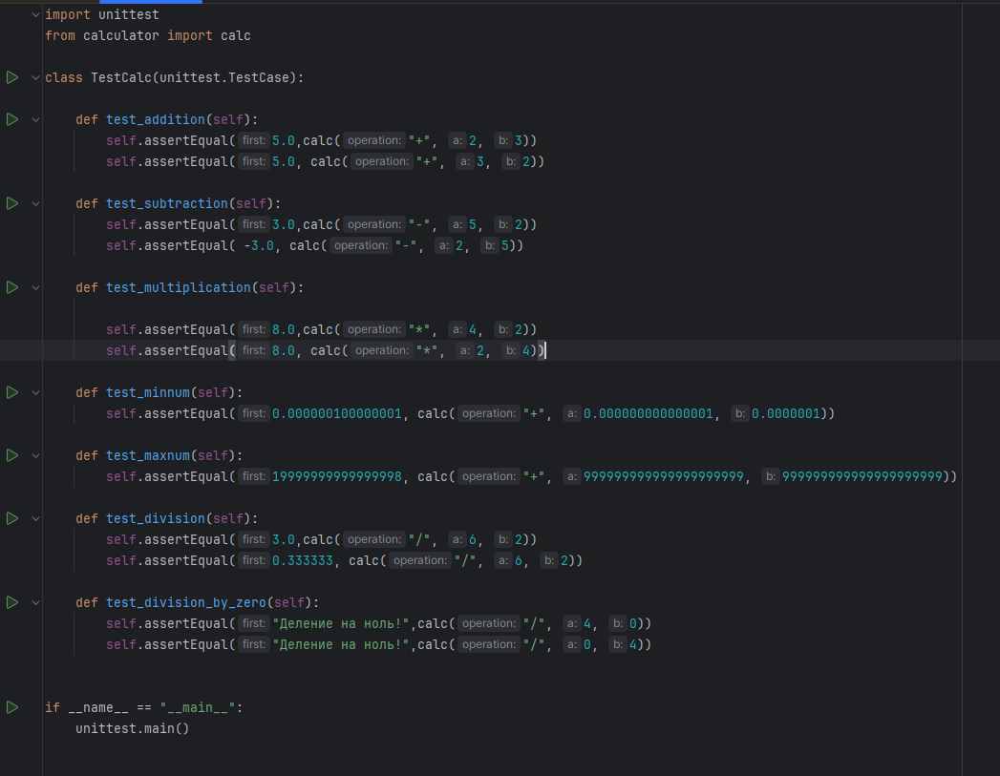 import unittest
from calculator import calc
class TestCalc(unittest.TestCase):
def test_addition(self):
self.assertEqual( first: 5.0,calc( operation: "+", a: 2, b: 3))
self.assertEqual( first: 5.0, calc( operation: "+", a: 3, b: 2))
def test_subtraction(self):
self.assertEqual( first: 3.0,calc( operation: "-", a: 5, b: 2))
self.assertEqual( -3.0, calc( operation: "-", a: 2, b: 5))
def test_multiplication(self):
self.assertEqual( first: 8.0,calc( operation: "*", a: 4, b: 2))
self.assertEqual( first: 8.0, calc( operation: "*", a: 2, b: 4))
def test_minnum(self):
self.assertEqual( first: 0.000000100000001, calc( operation: "+", a: 0.000000000000001, b: 0.0000001))
def test_maxnum(self):
self.assertEqual( first: 19999999999999998, calc( operation: "+", a: 999999999999999999999, b: 999999999999999999999))
def test_division(self):
self.assertEqual( first: 3.0,calc( operation: "/", a: 6, b: 2))
self.assertEqual( first: 0.333333, calc( operation: "/", a: 6, b: 2))
def test_division_by_zero(self):
self.assertEqual( first: "Деление на ноль!",calc( operation: "/", a: 4, b: 0))
self.assertEqual( first: "Деление на ноль!",calc( operation: "/", a: 0, b: 4))
if __name__ == "__main__":
unittest.main()